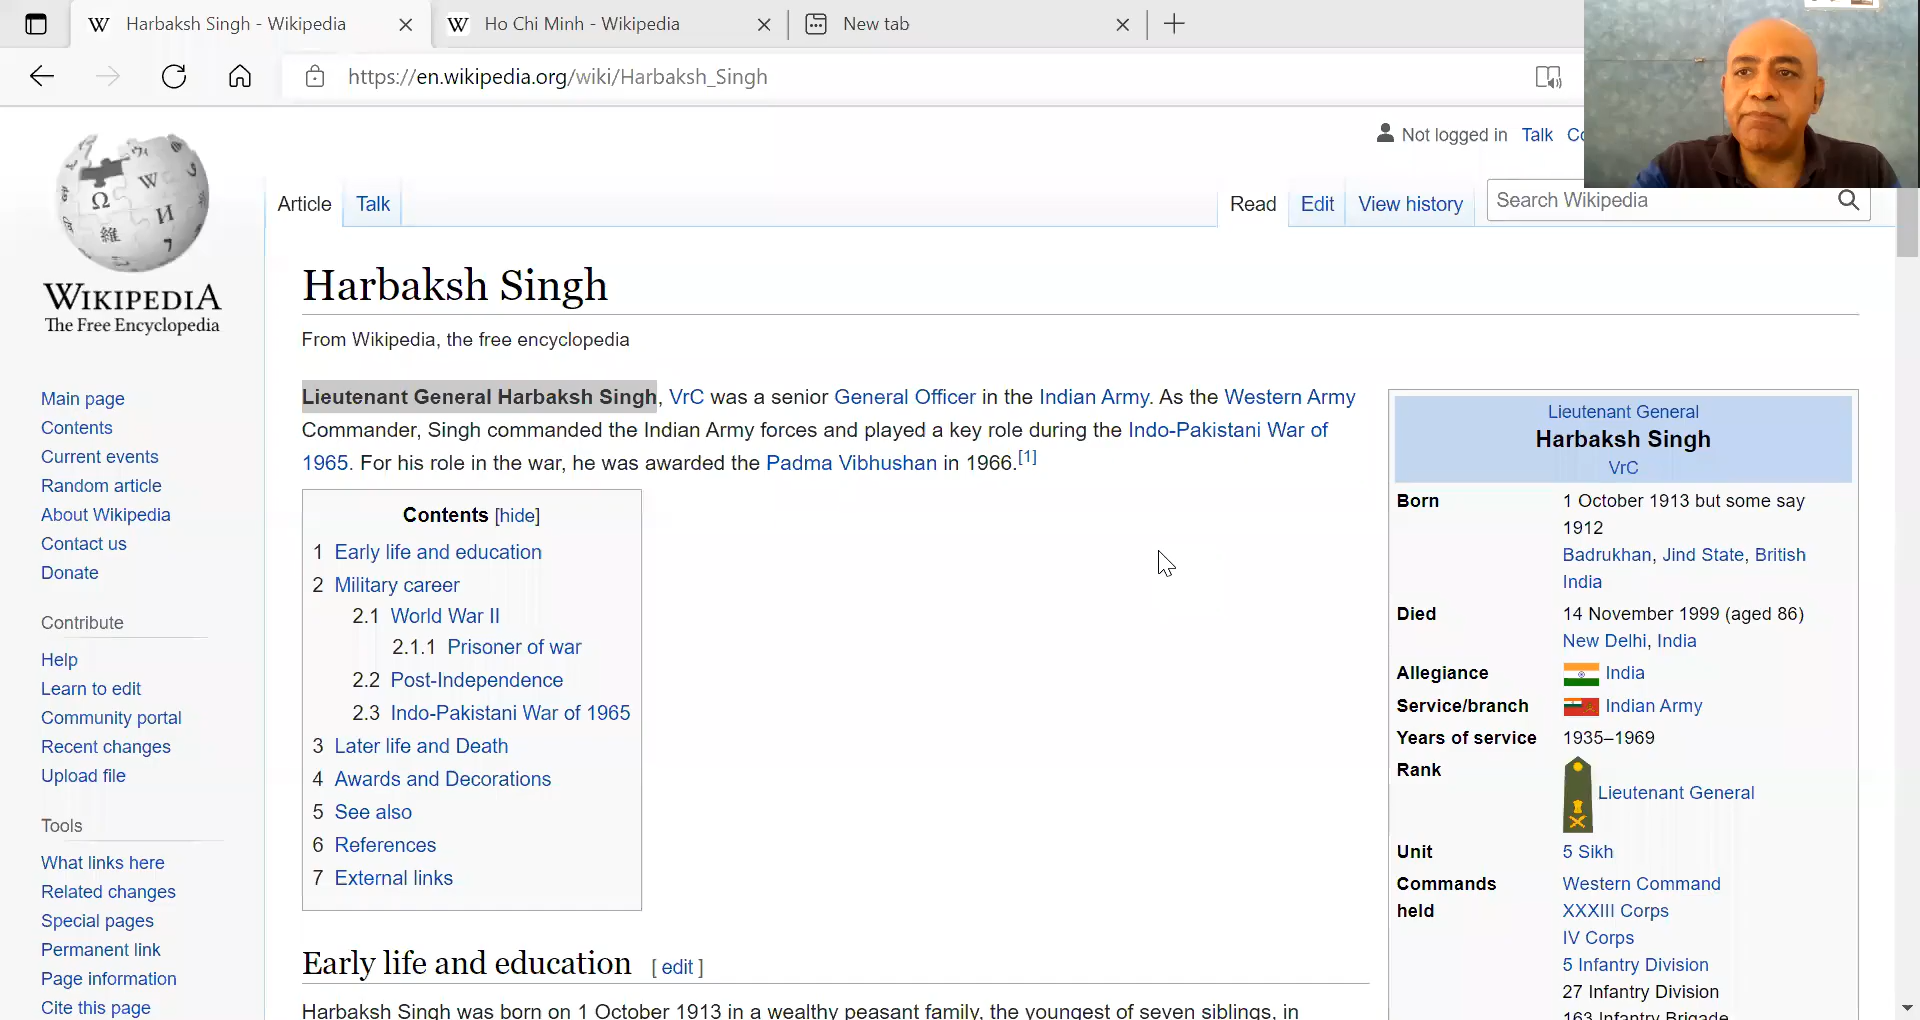 Harbaksh Singh - Wikipedia
Ho Chi Minh - Wikipedia
New tab
https://en.wikipedia.org/wiki/Harbaksh_Singh
Not logged in Talk
Article Talk
Read Edit View history
Search Wikipedia
WIKIPEDIA
The Free Encyclopedia
Harbaksh Singh
From Wikipedia, the free encyclopedia
Main page
Contents
Current events
Random article
About Wikipedia
Contact us
Donate
Contribute
Help
Learn to edit
Community portal
Recent changes
Upload file
Tools
What links here
Related changes
Special pages
Permanent link
Page information
Cite this page
Lieutenant General Harbaksh Singh, VrC was a senior General Officer in the Indian Army. As the Western Army
Commander, Singh commanded the Indian Army forces and played a key role during the Indo-Pakistani War of
1965. For his role in the war, he was awarded the Padma Vibhushan in 1966.[1]
Contents [hide]
1 Early life and education
2 Military career
2.1 World War II
2.1.1 Prisoner of war
2.2 Post-Independence
2.3 Indo-Pakistani War of 1965
3 Later life and Death
4 Awards and Decorations
5 See also
6 References
7 External links
Early life and education [ edit ]
Harbaksh Singh was born on 1 October 1913 in a wealthy peasant family, the youngest of seven siblings, in
Lieutenant General
Harbaksh Singh
VrC
Born 1 October 1913 but some say
1912
Badrukhan, Jind State, British
India
Died 14 November 1999 (aged 86)
New Delhi, India
Allegiance India
Service/branch Indian Army
Years of service 1935–1969
Rank Lieutenant General
Unit 5 Sikh
Commands Western Command
held XXXIII Corps
IV Corps
5 Infantry Division
27 Infantry Division
163 Infantry Brigade